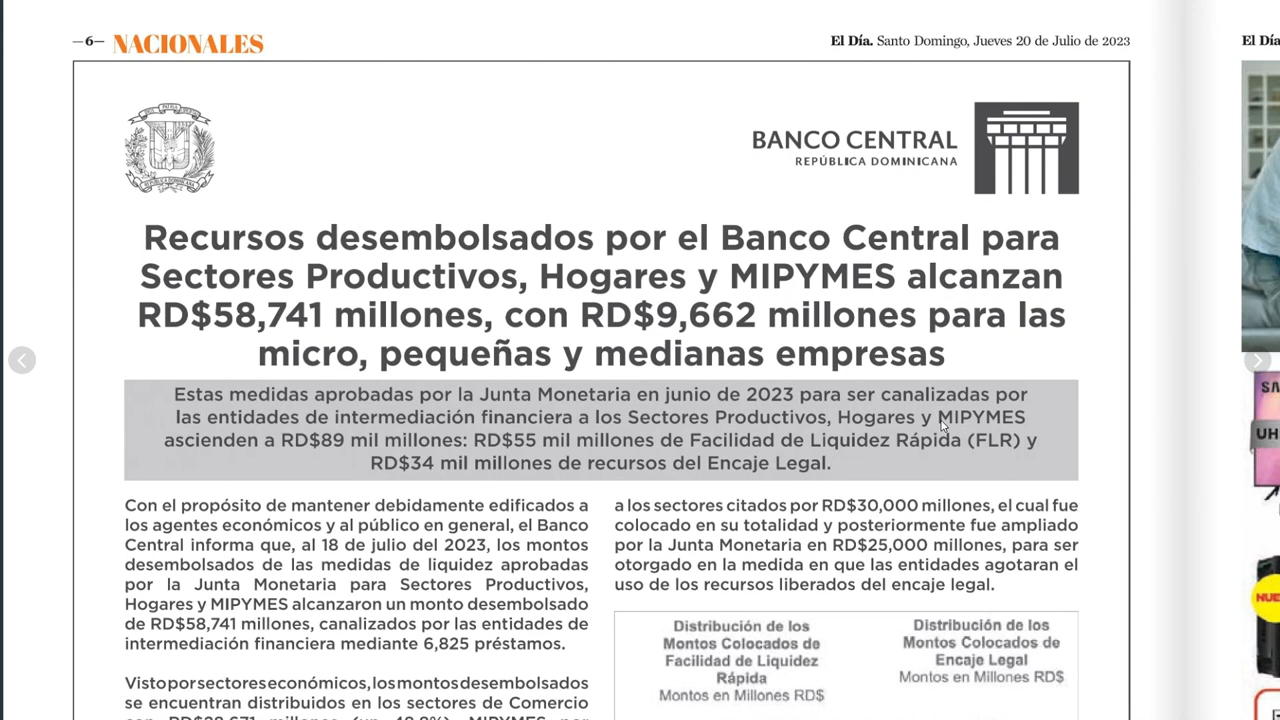 —6— NACIONALES
El Día. Santo Domingo, Jueves 20 de Julio de 2023
El Día
BANCO CENTRAL
REPÚBLICA DOMINICANA
Recursos desembolsados por el Banco Central para
Sectores Productivos, Hogares y MIPYMES alcanzan
RD$58,741 millones, con RD$9,662 millones para las
micro, pequeñas y medianas empresas
Estas medidas aprobadas por la Junta Monetaria en junio de 2023 para ser canalizadas por
las entidades de intermediación financiera a los Sectores Productivos, Hogares y MIPYMES
ascienden a RD$89 mil millones: RD$55 mil millones de Facilidad de Liquidez Rápida (FLR) y
RD$34 mil millones de recursos del Encaje Legal.
Con el propósito de mantener debidamente edificados a
los agentes económicos y al público en general, el Banco
Central informa que, al 18 de julio del 2023, los montos
desembolsados de las medidas de liquidez aprobadas
por la Junta Monetaria para Sectores Productivos,
Hogares y MIPYMES alcanzaron un monto desembolsado
de RD$58,741 millones, canalizados por las entidades de
intermediación financiera mediante 6,825 préstamos.
Visto por sectores económicos, los montos desembolsados
se encuentran distribuidos en los sectores de Comercio
a los sectores citados por RD$30,000 millones, el cual fue
colocado en su totalidad y posteriormente fue ampliado
por la Junta Monetaria en RD$25,000 millones, para ser
otorgado en la medida en que las entidades agotaran el
uso de los recursos liberados del encaje legal.
Distribución de los
Montos Colocados de
Facilidad de Liquidez
Rápida
Montos en Millones RD$
Distribución de los
Montos Colocados de
Encaje Legal
Montos en Millones RD$
UH